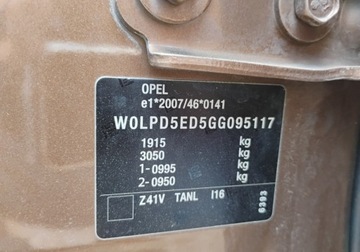 OPEL
e1*2007/46*0141
W0LPD5ED5GG095117
1915 kg
3050 kg
1-0995 kg
2-0950 kg
Z41V TANL I16
6393